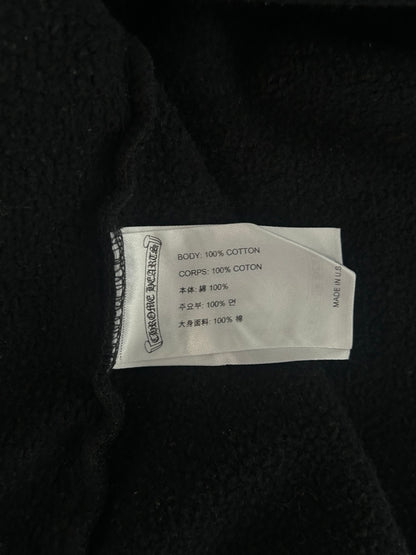 CHROME HEARTS
BODY: 100% COTTON
CORPS: 100% COTON
本体: 綿 100%
주요부: 100% 면
大身面料: 100% 棉
MADE IN U.S